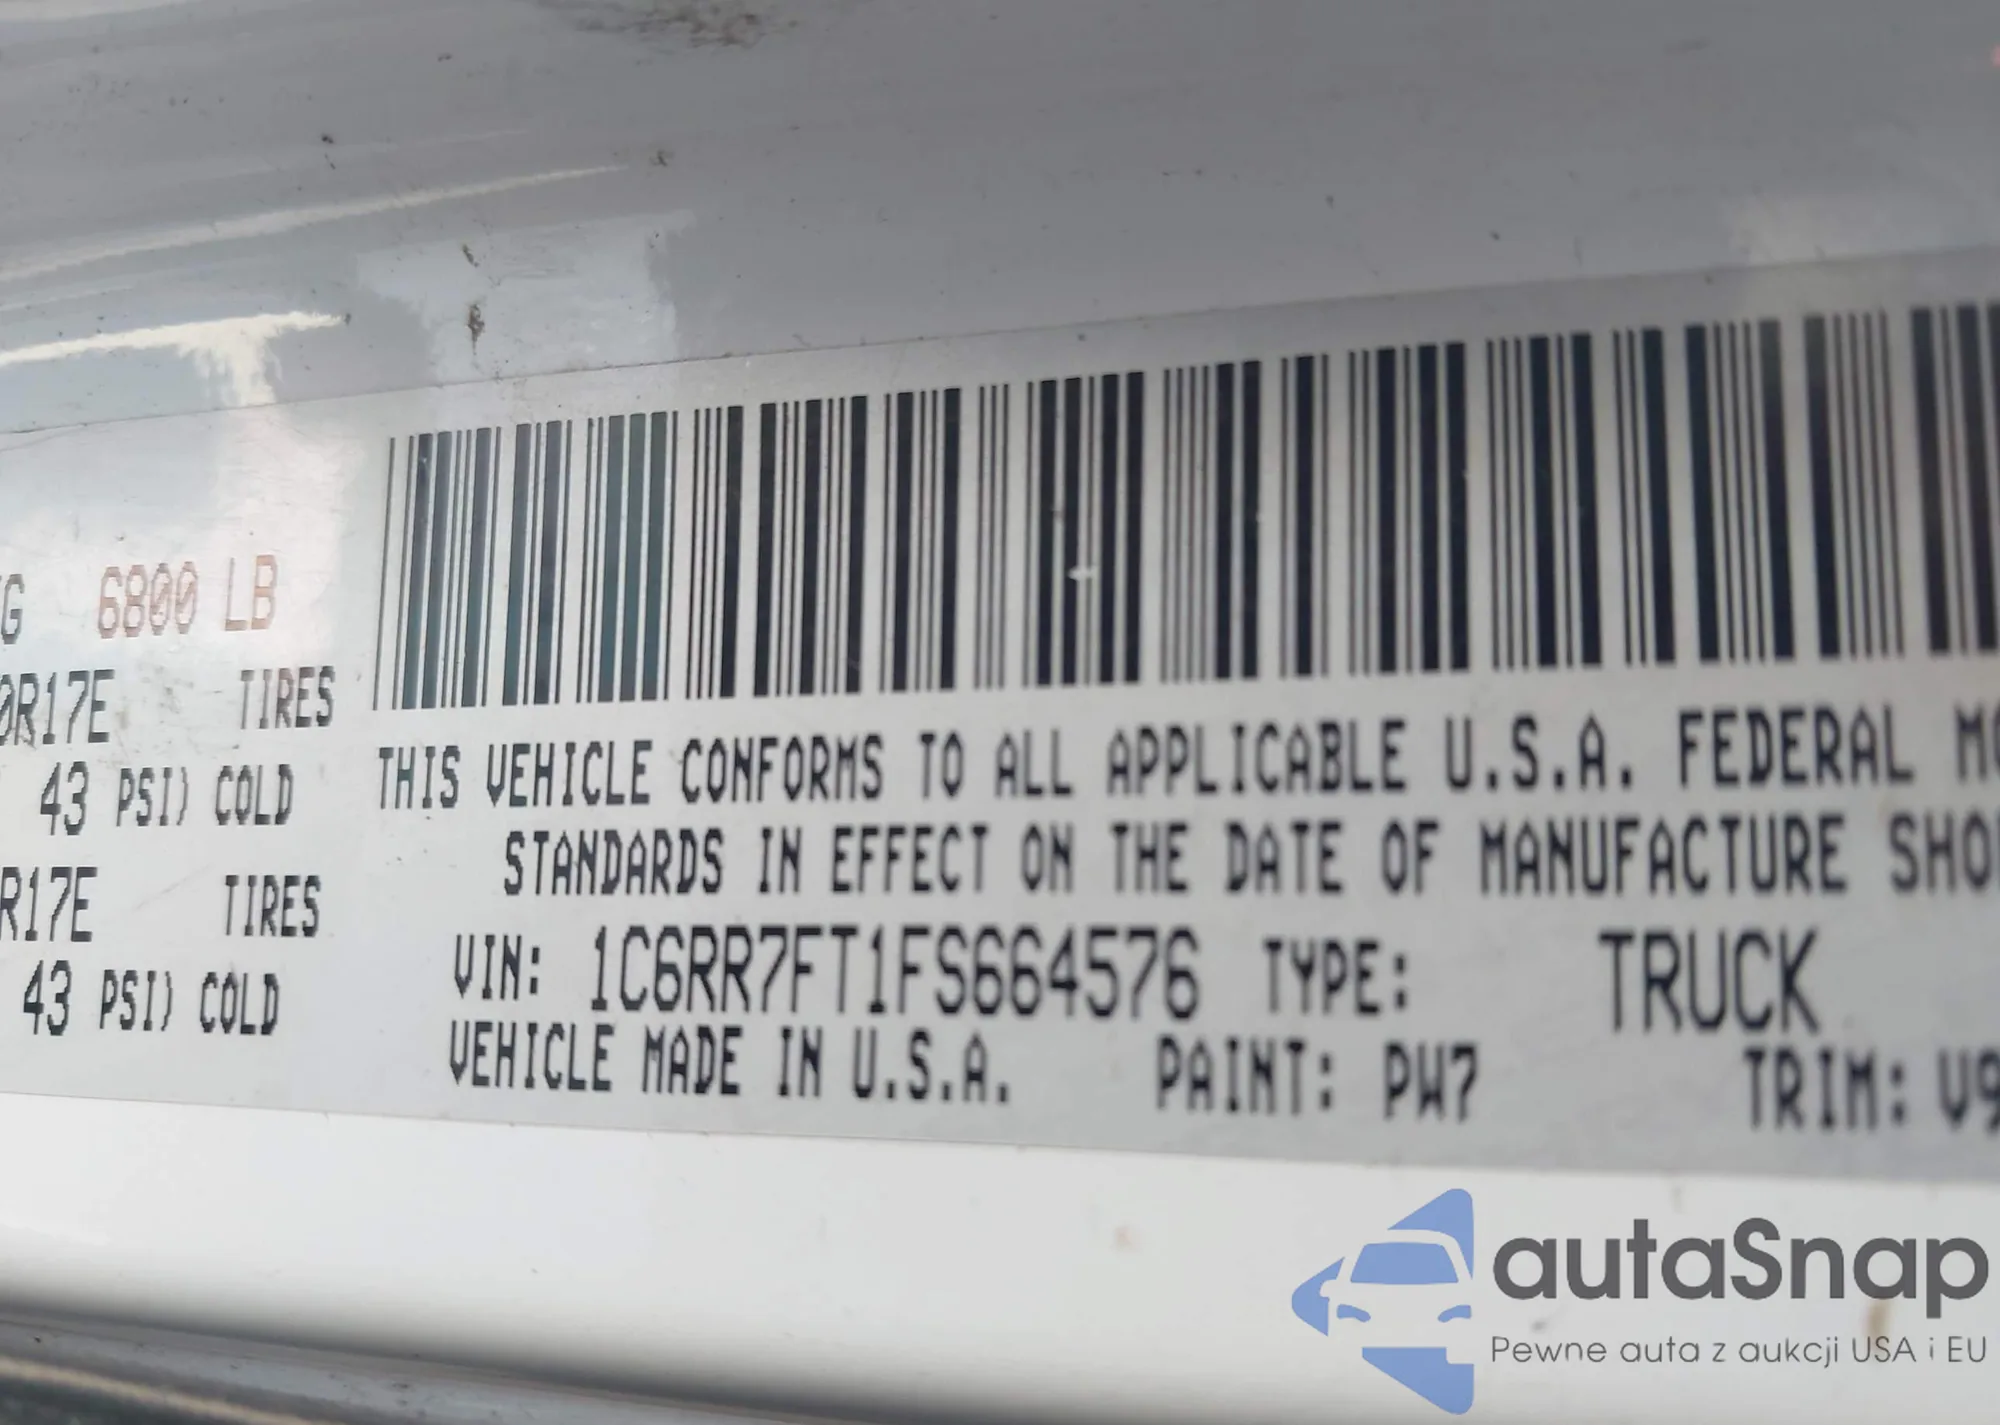 6800 LB
0R17E TIRES
43 PSI) COLD
R17E TIRES
43 PSI) COLD
THIS VEHICLE CONFORMS TO ALL APPLICABLE U.S.A. FEDERAL
STANDARDS IN EFFECT ON THE DATE OF MANUFACTURE
VIN: 1C6RR7FT1FS664576 TYPE: TRUCK
VEHICLE MADE IN U.S.A. PAINT: PW7 TRIM: V9
autaSnap
Pewne auta z aukcji USA i EU